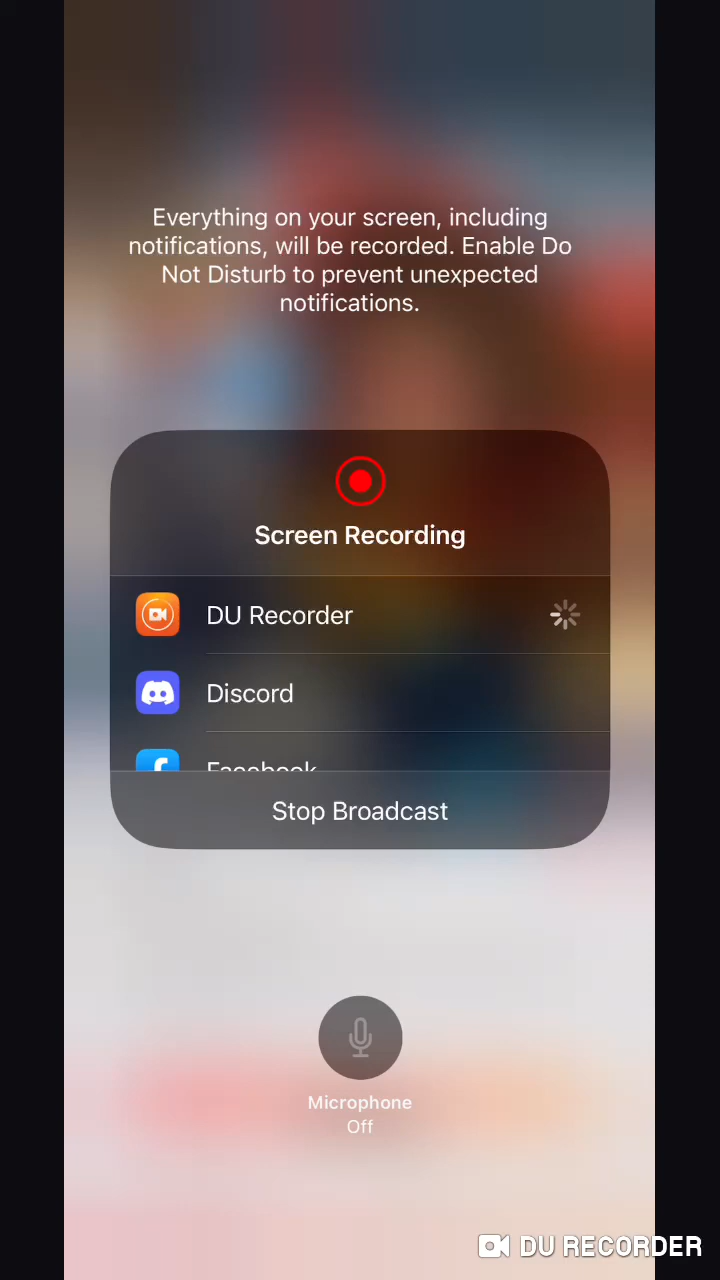 Everything on your screen, including
notifications, will be recorded. Enable Do
Not Disturb to prevent unexpected
notifications.
Screen Recording
DU Recorder
Discord
Facebook
Stop Broadcast
Microphone
Off
DU RECORDER